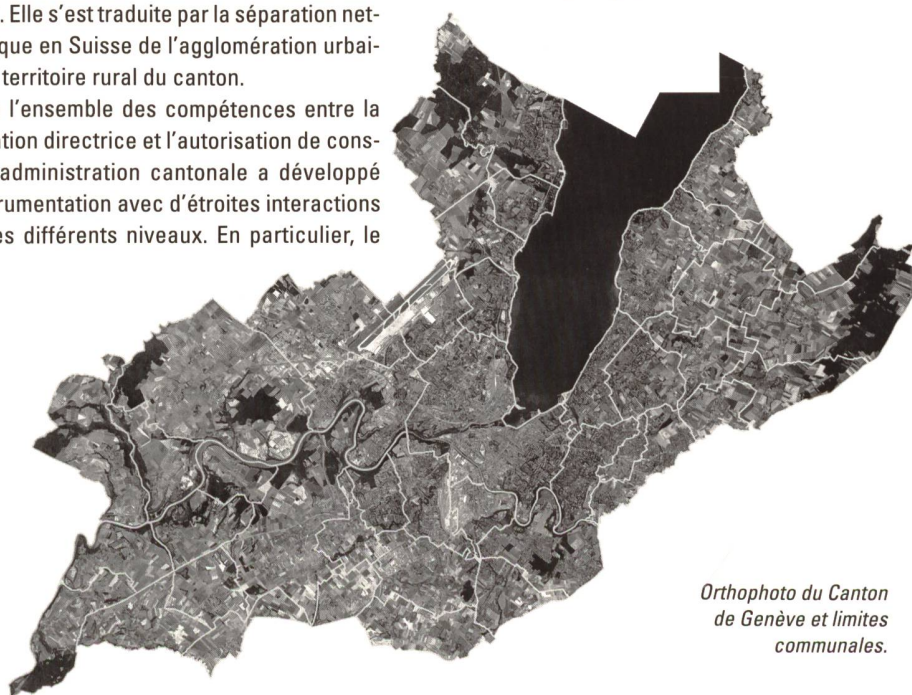 . Elle s'est traduite par la séparation net-
que en Suisse de l'agglomération urbai-
territoire rural du canton.
l'ensemble des compétences entre la
ation directrice et l'autorisation de cons-
administration cantonale a développé
rumentation avec d'étroites interactions
es différents niveaux. En particulier, le
Orthophoto du Canton
de Genève et limites
communales.